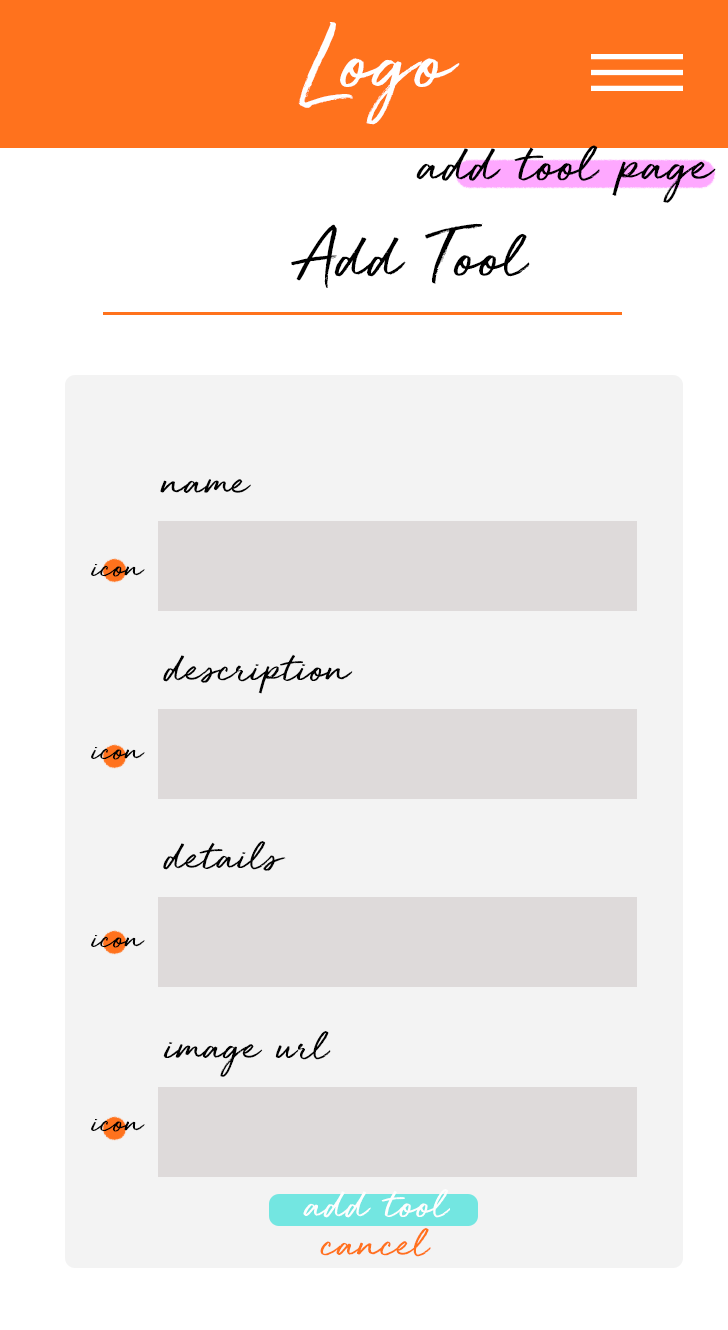 Logo
add tool page
Add Tool
name
icon
description
icon
details
icon
image url
icon
add tool
cancel